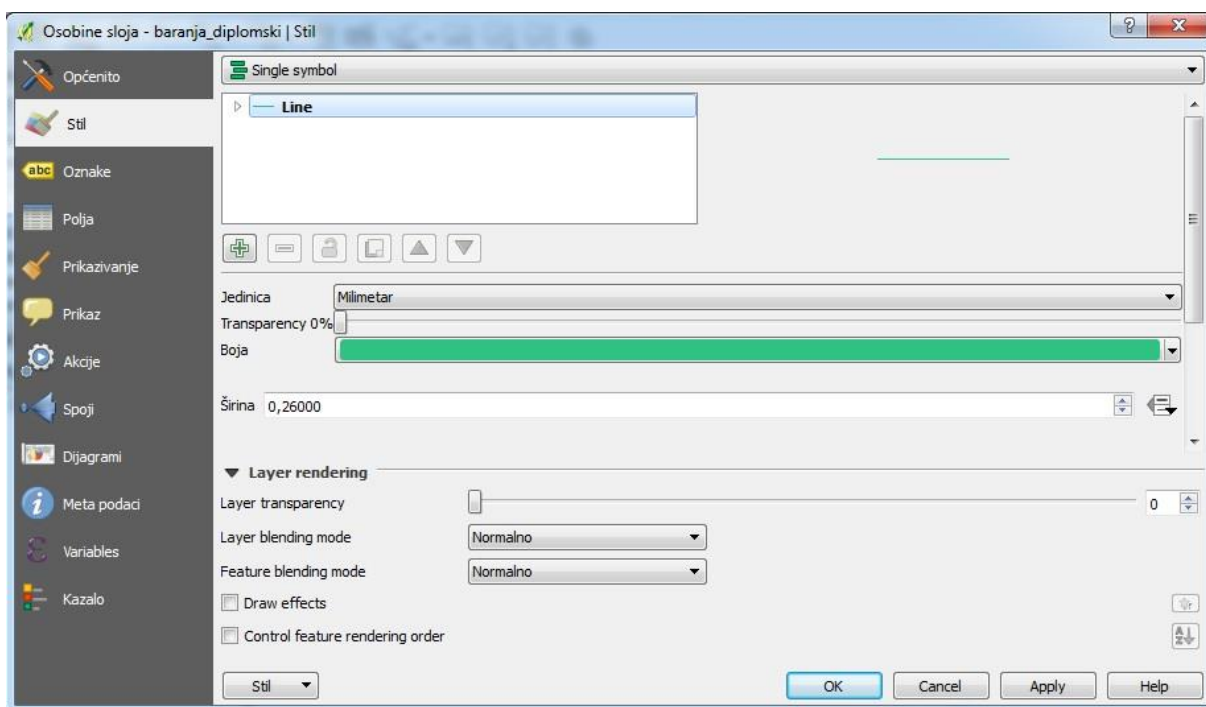 Osobine sloja - baranja_diplomski | Stil
Općenito
Stil
abc Oznake
Polja
Prikazivanje
Prikaz
Akcije
Spoji
Dijagrami
Meta podaci
Variables
Kazalo
Single symbol
Line
Jedinica Milimetar
Transparency 0%
Boja
Širina 0,26000
Layer rendering
Layer transparency 0
Layer blending mode Normalno
Feature blending mode Normalno
Draw effects
Control feature rendering order
Stil OK Cancel Apply Help